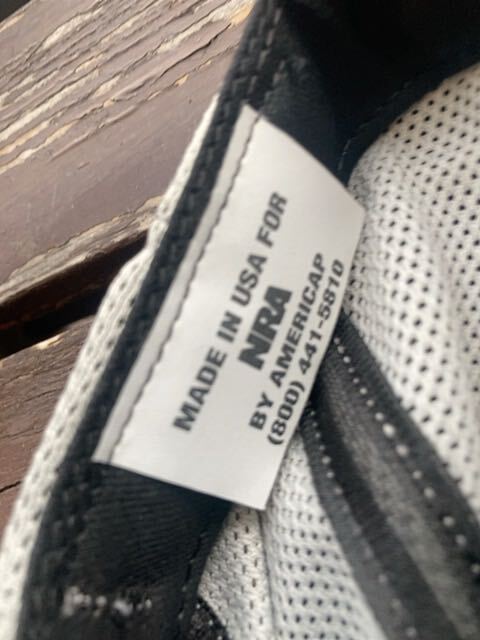 MADE IN USA FOR
NRA
BY AMERICAP
(800) 441-5810